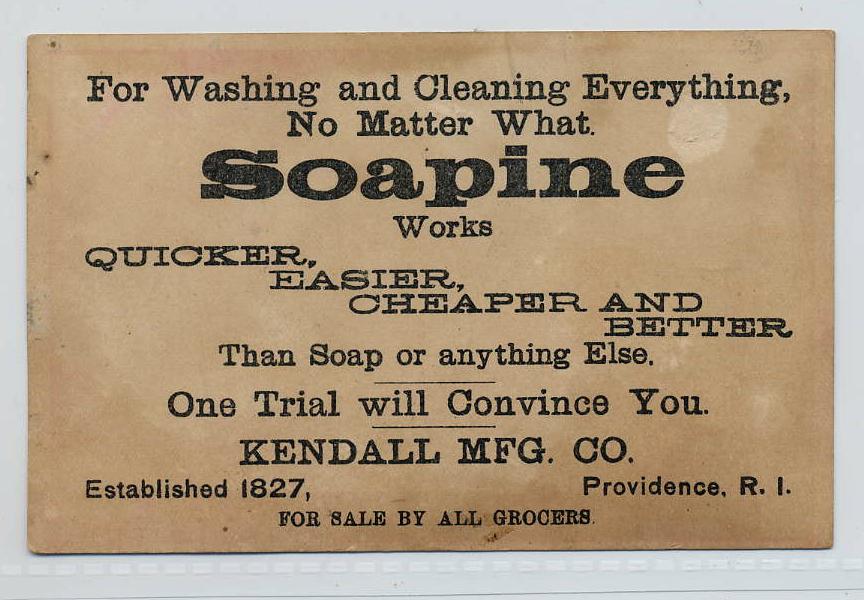 For Washing and Cleaning Everything,
No Matter What.
Soapine
Works
QUICKER,
EASIER,
CHEAPER AND
BETTER
Than Soap or anything Else.
One Trial will Convince You.
KENDALL MFG. CO.
Established 1827,
Providence, R. I.
FOR SALE BY ALL GROCERS.